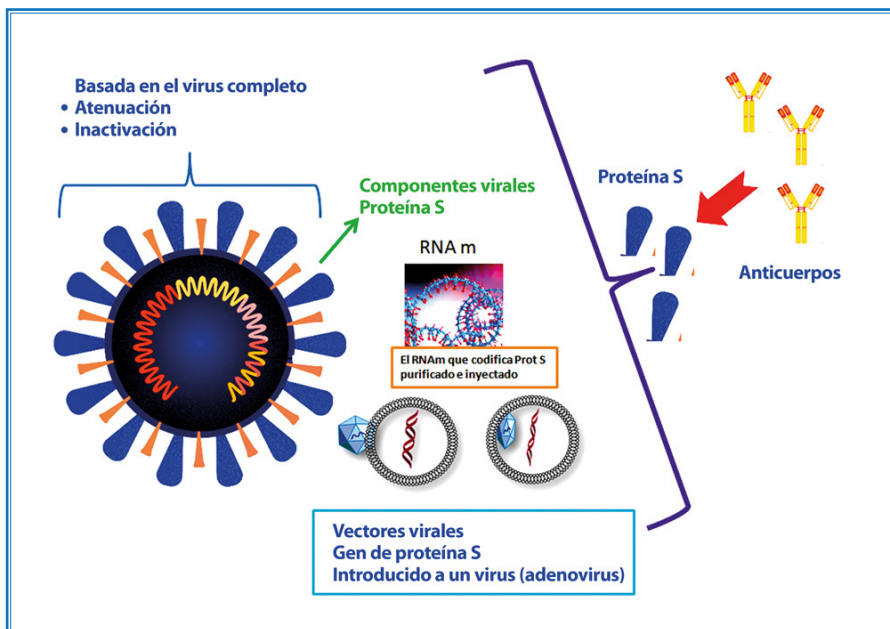 Basada en el virus completo
• Atenuación
• Inactivación
Componentes virales
Proteína S
RNA m
El RNAm que codifica Prot S
purificado e inyectado
Vectores virales
Gen de proteína S
Introducido a un virus (adenovirus)
Proteína S
Anticuerpos